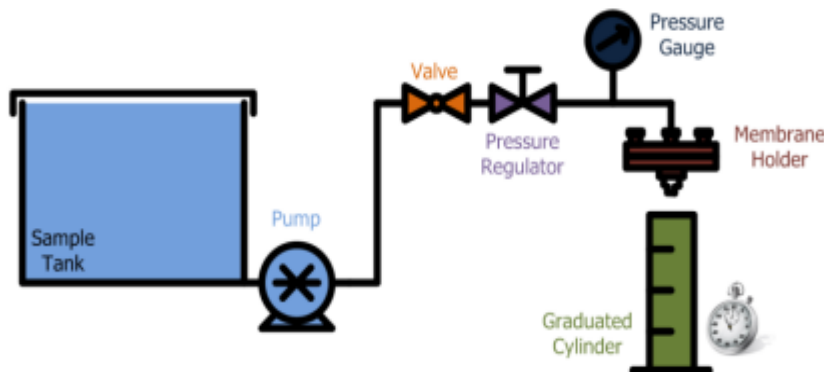 Pressure
Gauge
Valve
Pressure
Regulator
Membrane
Holder
Pump
Sample
Tank
Graduated
Cylinder